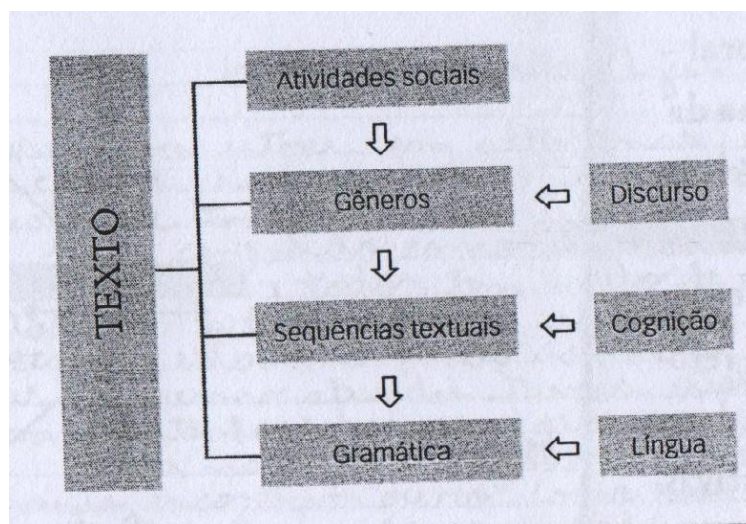 TEXTO
Atividades sociais
Gêneros
Discurso
Sequências textuais
Cognição
Gramática
Língua